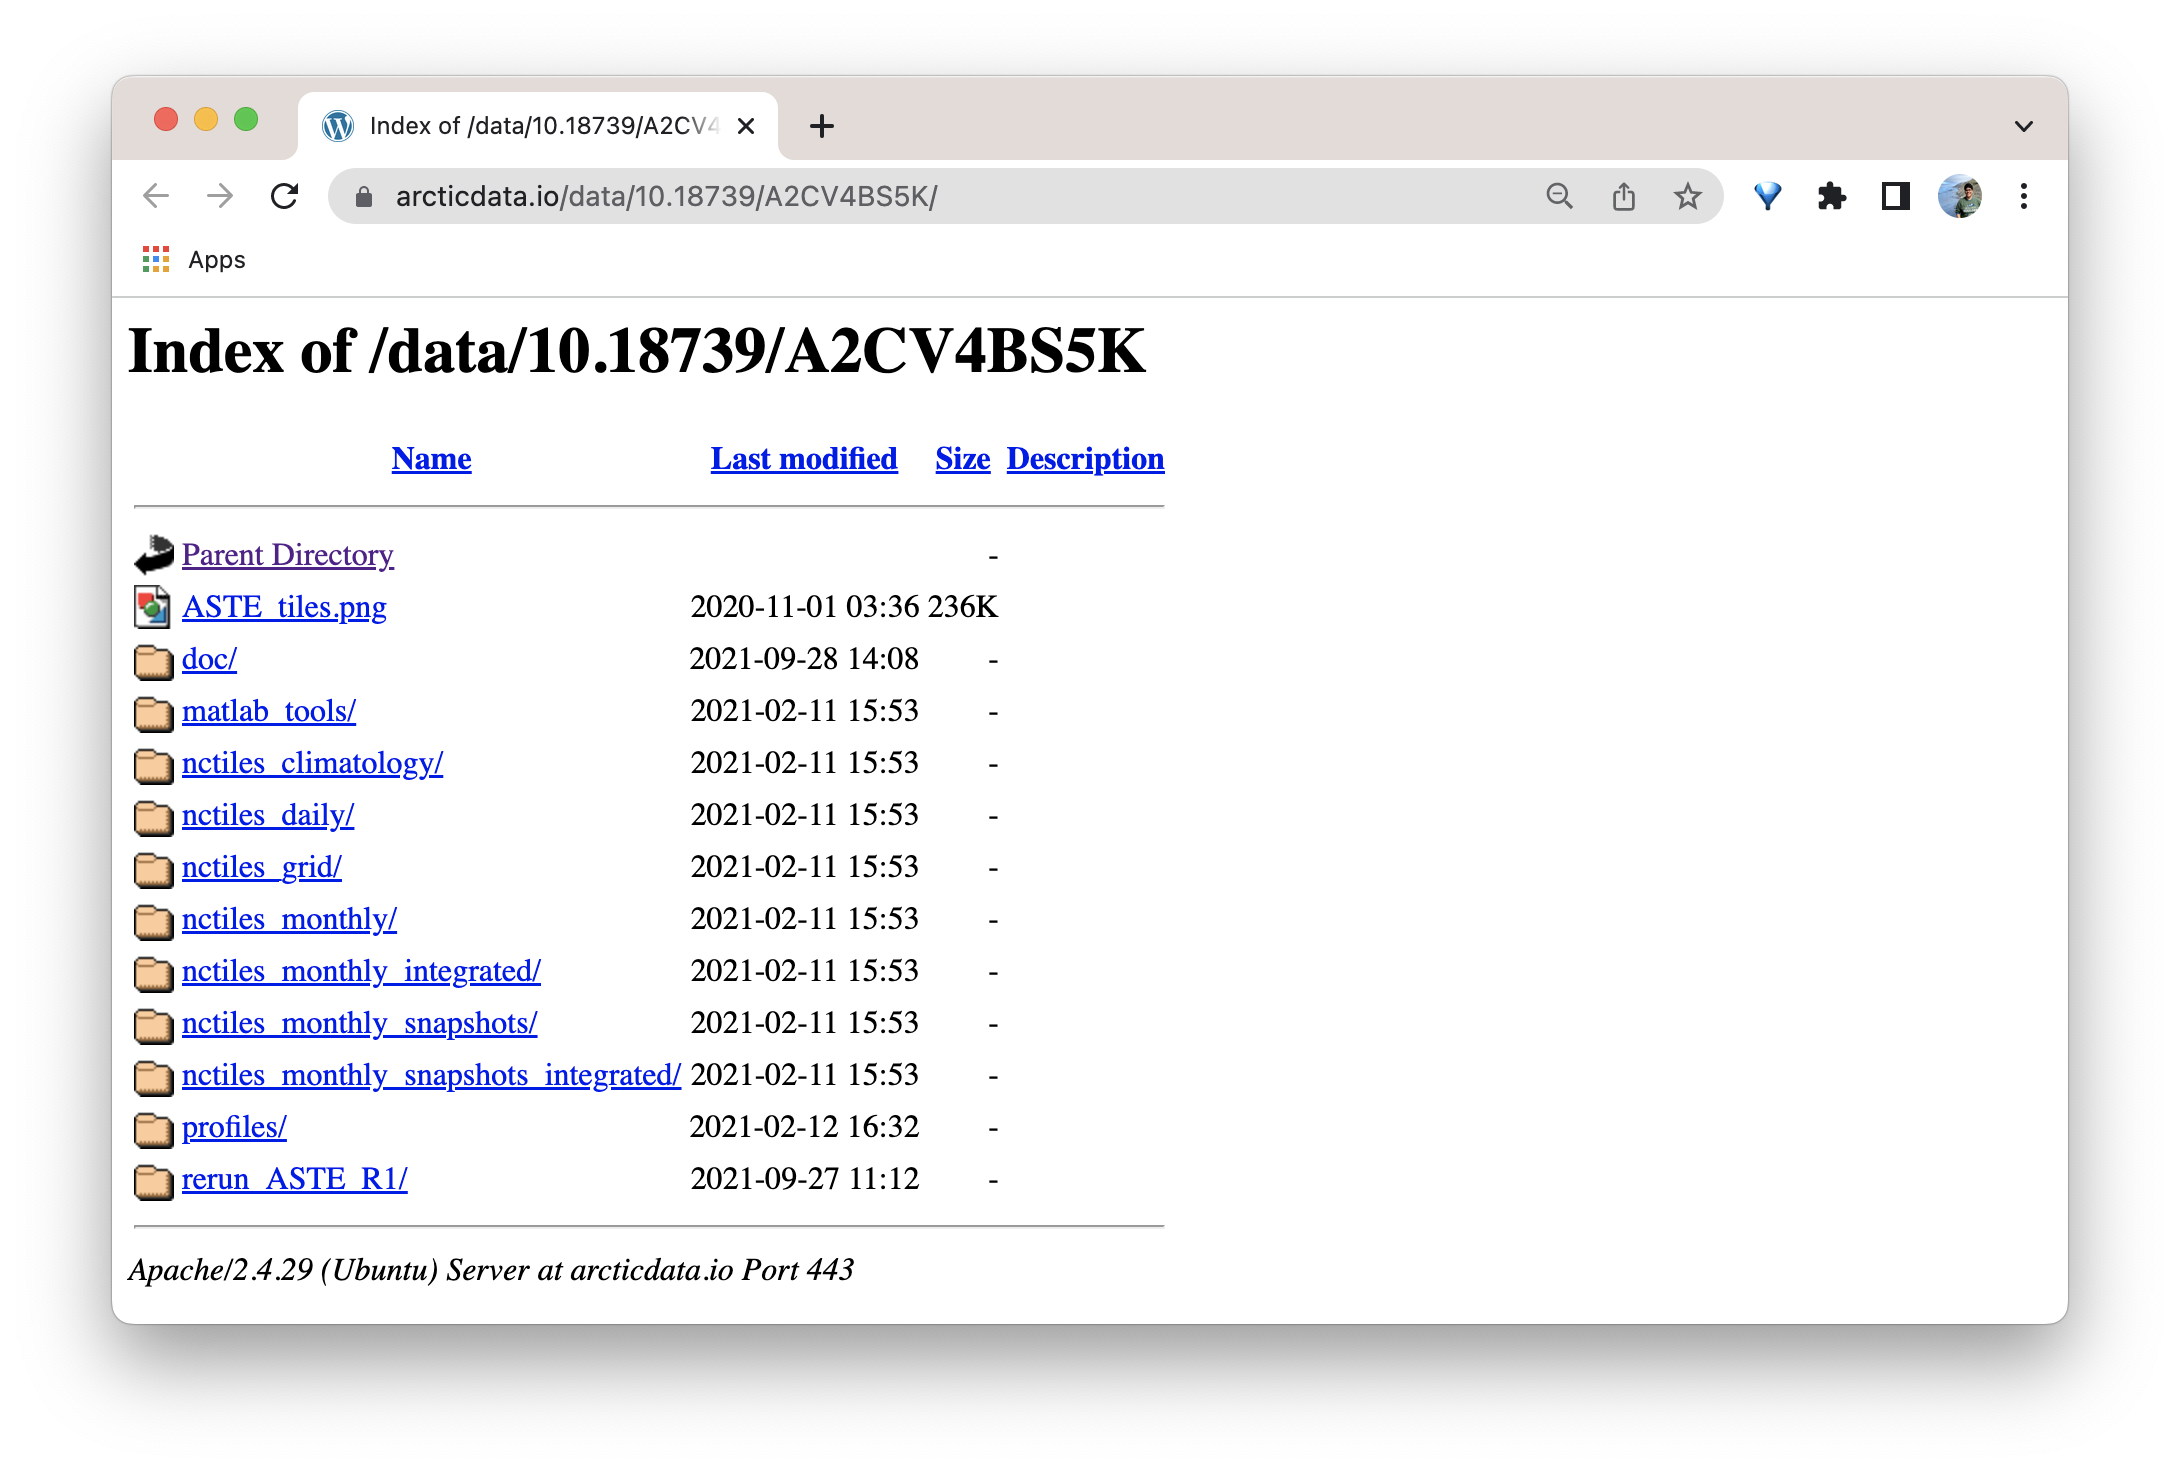 Index of /data/10.18739/A2CV4
arcticdata.io/data/10.18739/A2CV4BS5K/
Apps
Index of /data/10.18739/A2CV4BS5K
Name Last modified Size Description
Parent Directory -
ASTE_tiles.png 2020-11-01 03:36 236K
doc/ 2021-09-28 14:08 -
matlab_tools/ 2021-02-11 15:53 -
nctiles_climatology/ 2021-02-11 15:53 -
nctiles_daily/ 2021-02-11 15:53 -
nctiles_grid/ 2021-02-11 15:53 -
nctiles_monthly/ 2021-02-11 15:53 -
nctiles_monthly_integrated/ 2021-02-11 15:53 -
nctiles_monthly_snapshots/ 2021-02-11 15:53 -
nctiles_monthly_snapshots_integrated/ 2021-02-11 15:53 -
profiles/ 2021-02-12 16:32 -
rerun_ASTE_R1/ 2021-09-27 11:12 -
Apache/2.4.29 (Ubuntu) Server at arcticdata.io Port 443